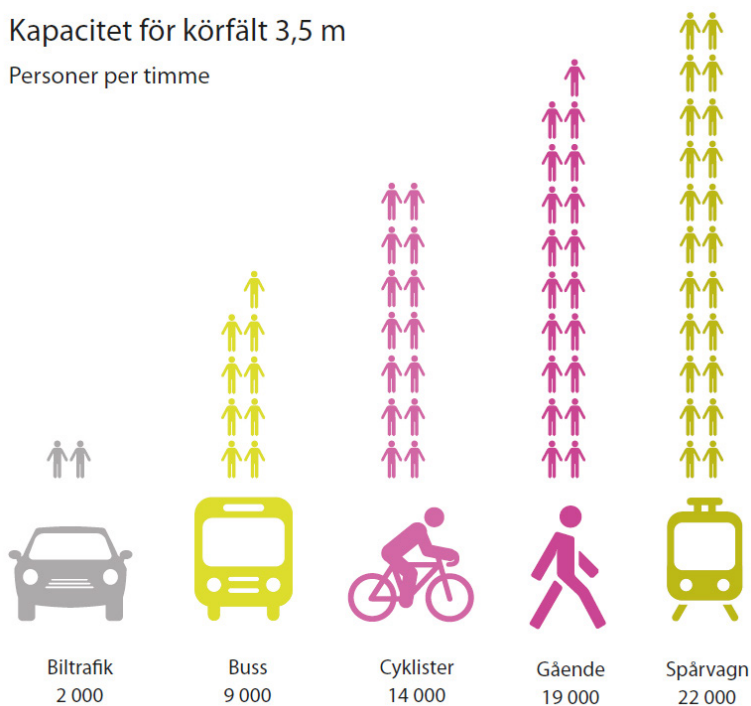 Kapacitet för körfält 3,5 m
Personer per timme
Biltrafik
2 000
Buss
9 000
Cyklister
14 000
Gående
19 000
Spårvagn
22 000